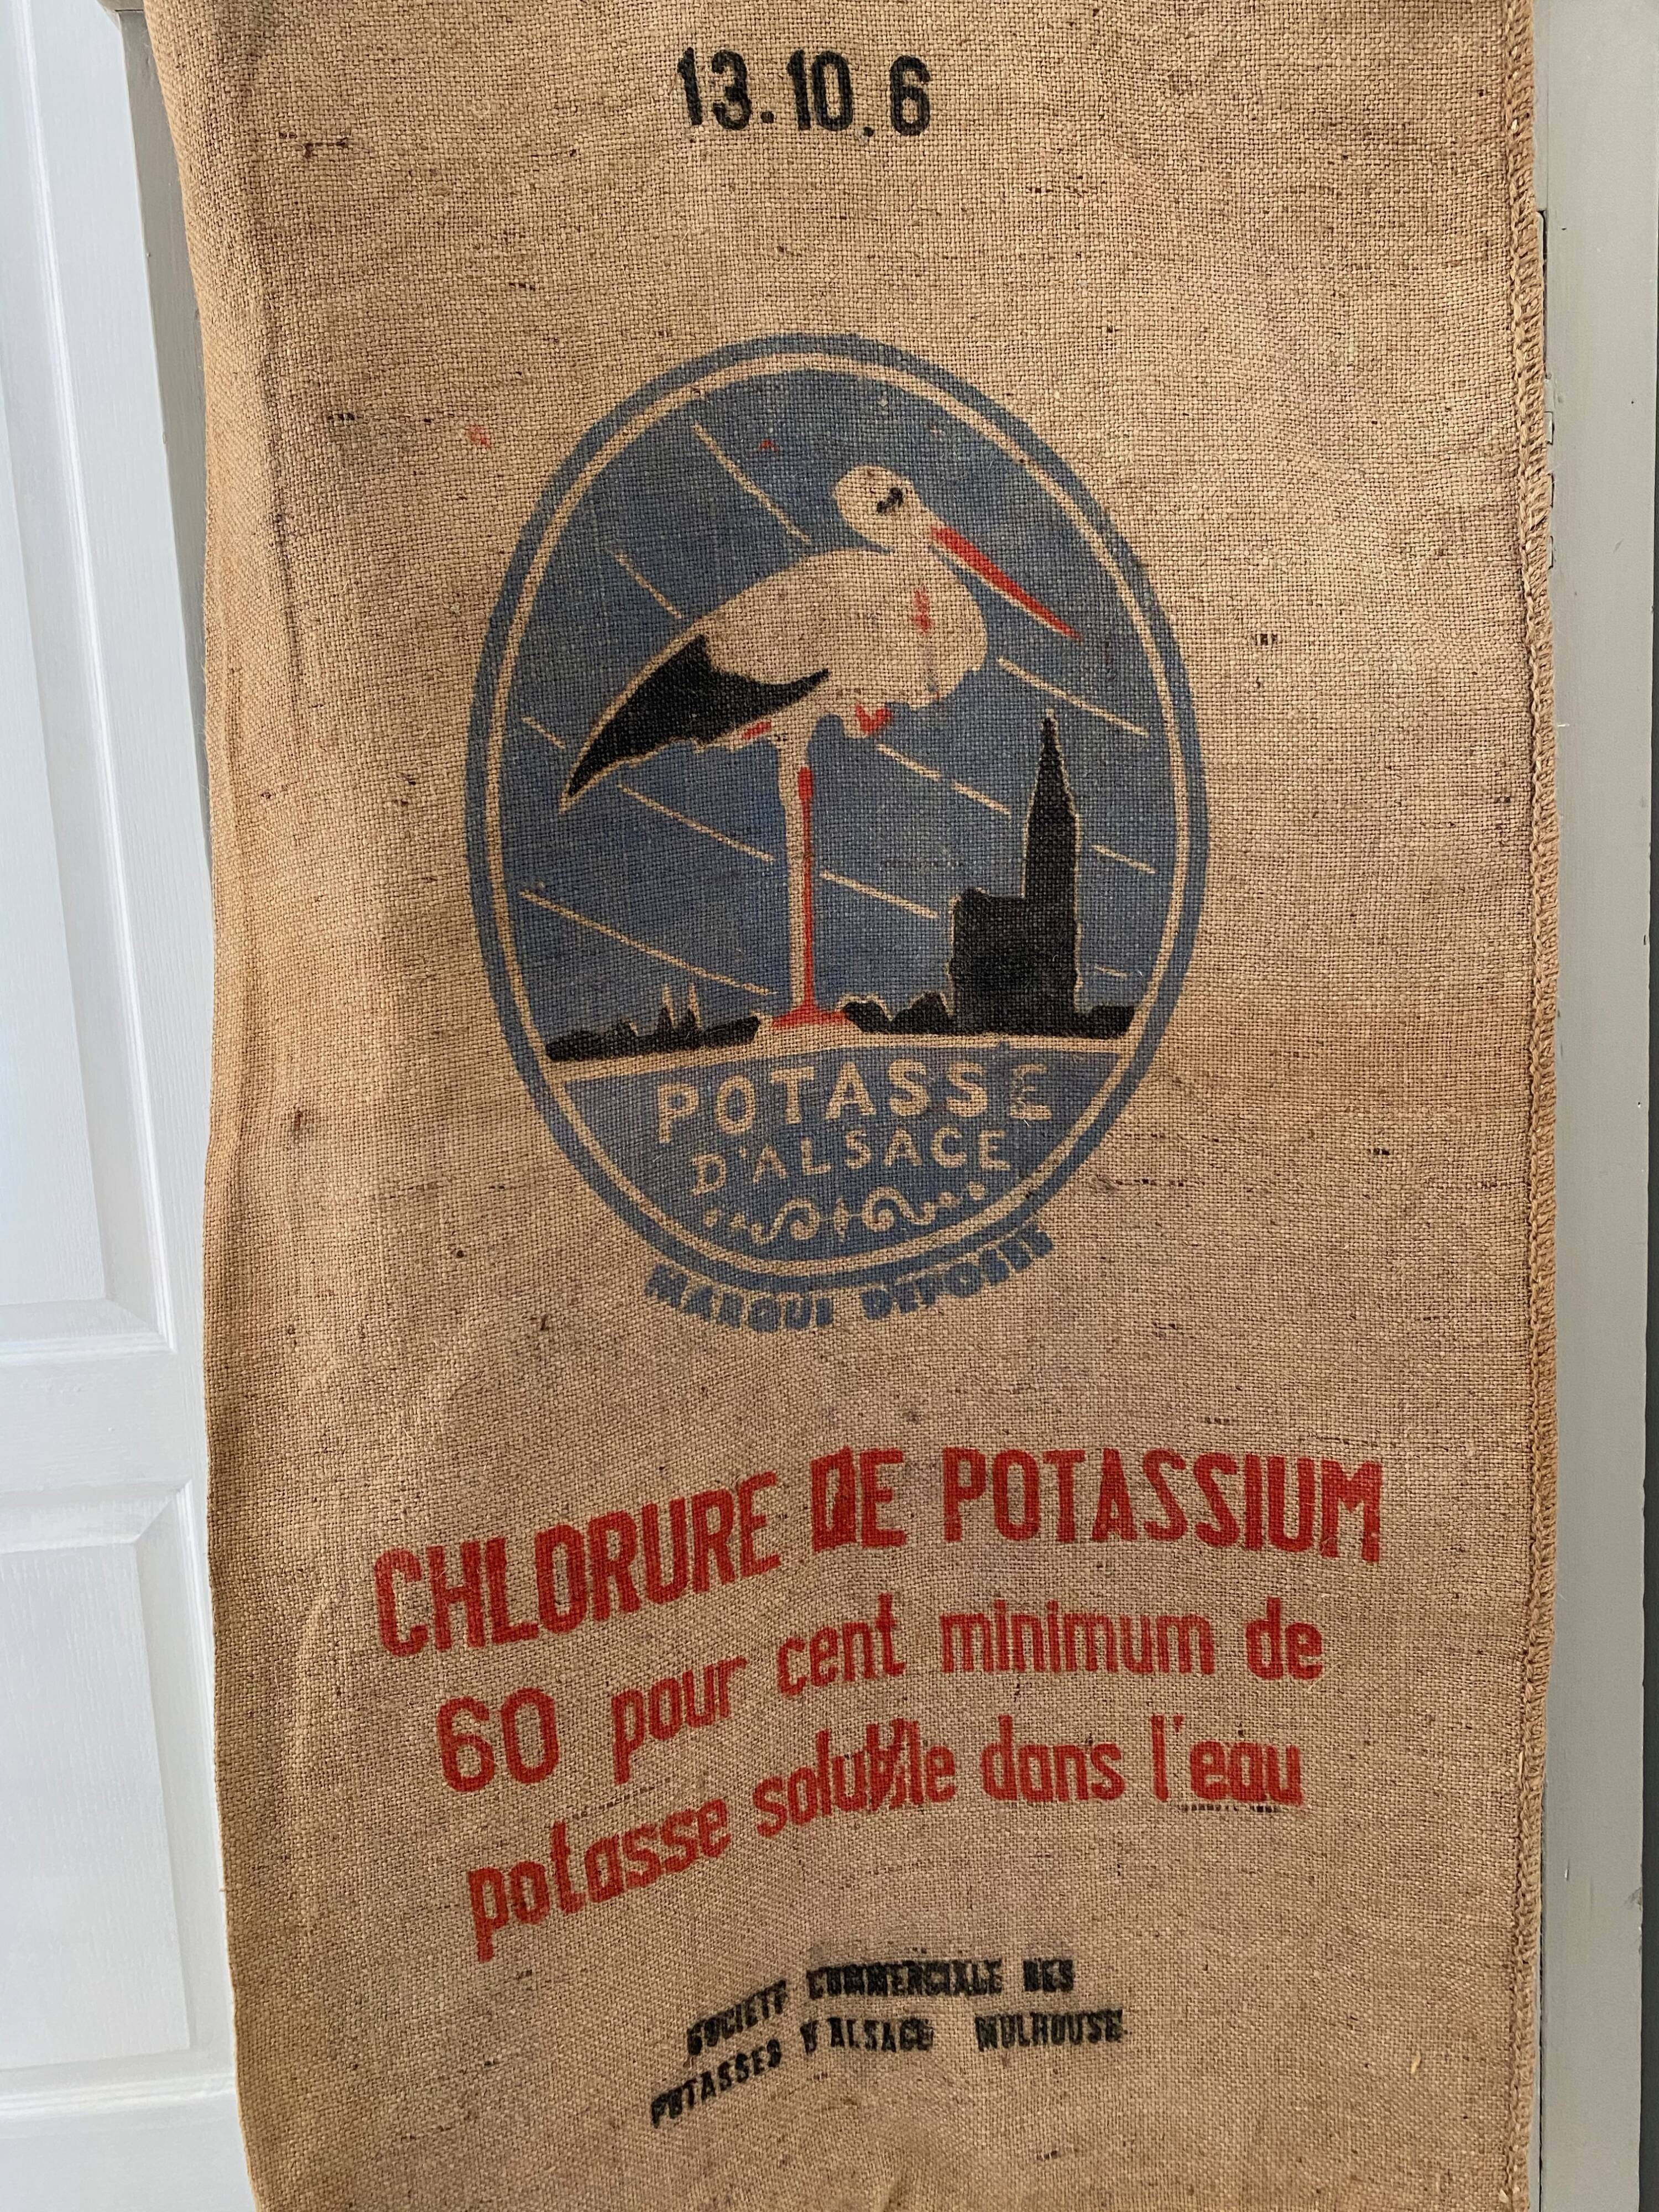 13.10.6
POTASSE
D'ALSACE
MARQUE DEPOSEE
CHLORURE DE POTASSIUM
60 pour cent minimum de
potasse soluble dans l'eau
SOCIETE COMMERCIALE DES
POTASSES D'ALSACE MULHOUSE